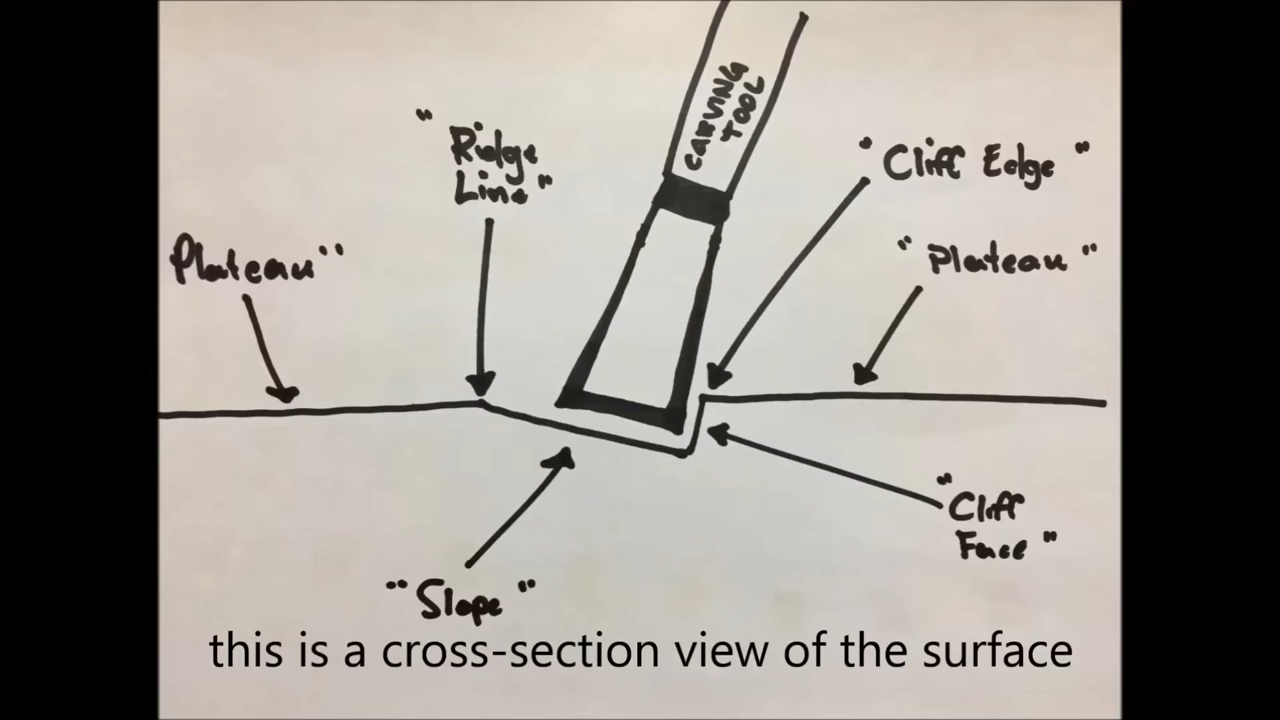 CARVING
TOOL
" Ridge
Line "
" Cliff Edge "
Plateau "
" Plateau "
" Cliff
Face "
" Slope "
this is a cross-section view of the surface